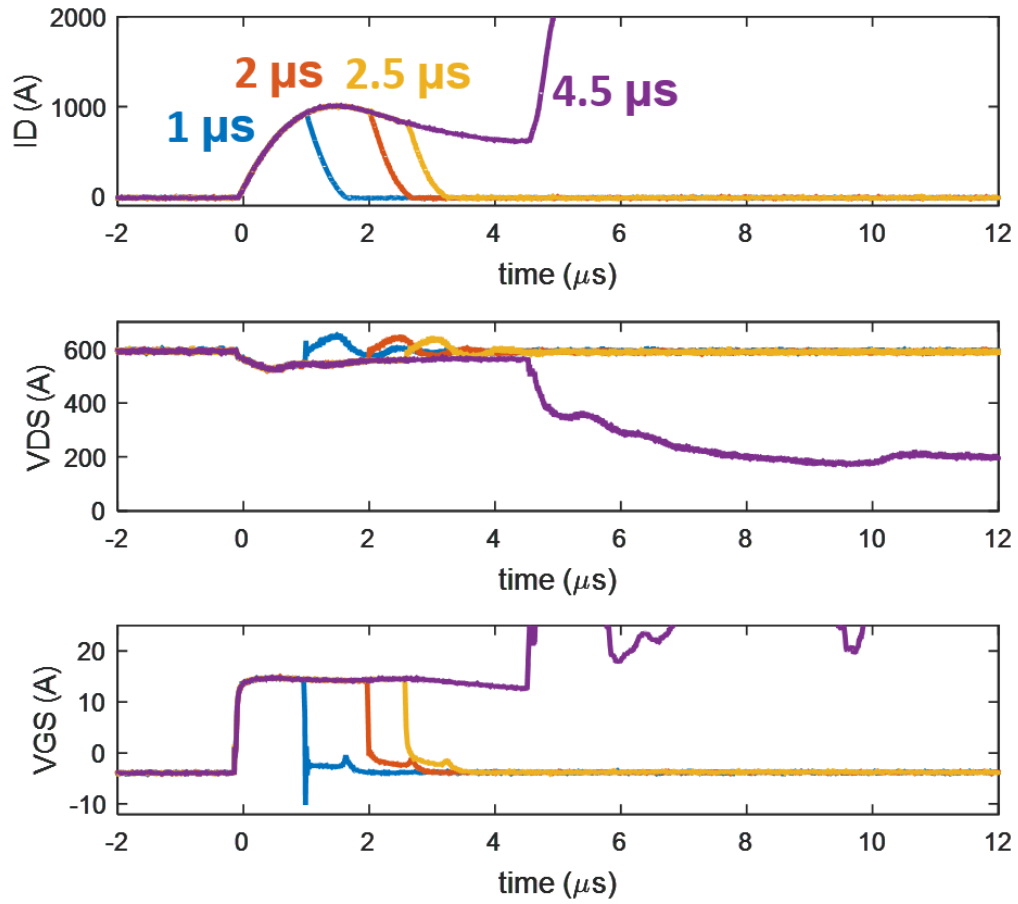 2000
1000
0
ID (A)
1 µs
2 µs
2.5 µs
4.5 µs
-2 0 2 4 6 8 10 12
time (µs)
600
400
200
0
VDS (A)
-2 0 2 4 6 8 10 12
time (µs)
20
10
0
-10
VGS (A)
-2 0 2 4 6 8 10 12
time (µs)